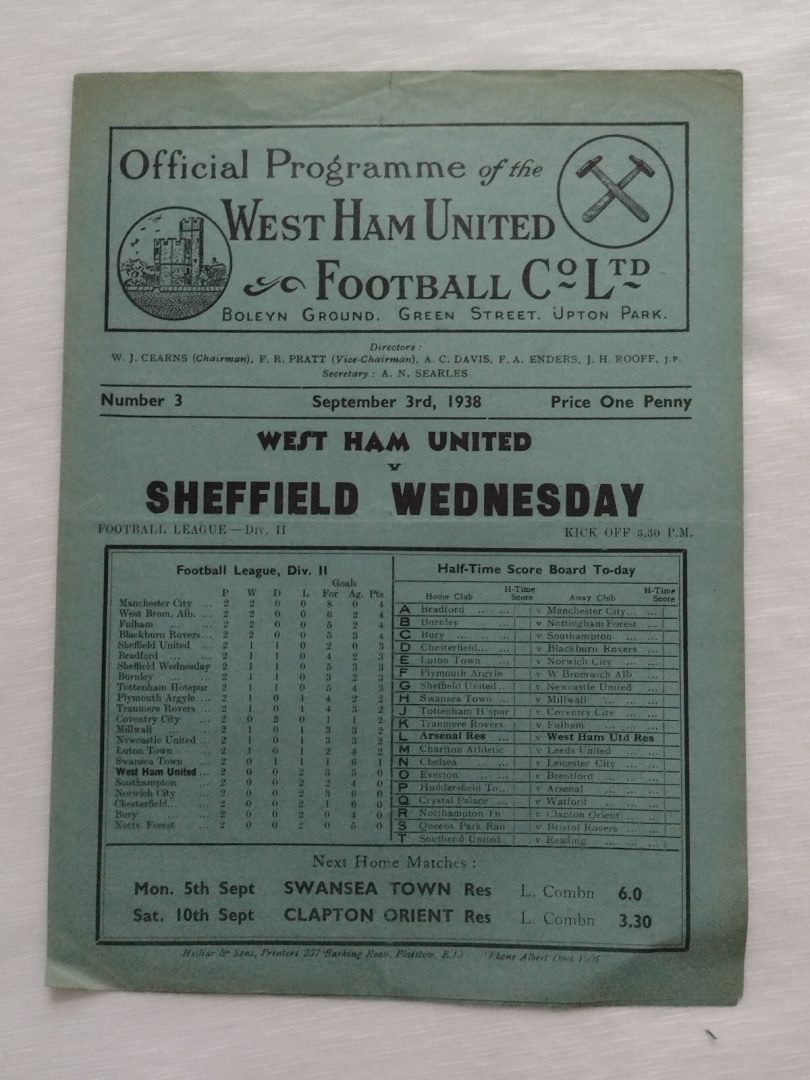 Official Programme of the
WEST HAM UNITED
FOOTBALL CO LTD
BOLEYN GROUND. GREEN STREET. UPTON PARK.
Directors:
W. J. CEARNS (Chairman), F. R. PRATT (Vice-Chairman), A. C. DAVIS, F. A. ENDERS, J. H. ROOFF, J.P.
Secretary: A. N. SEARLES
Number 3 September 3rd, 1938 Price One Penny
WEST HAM UNITED
v
SHEFFIELD WEDNESDAY
FOOTBALL LEAGUE—Div. II KICK OFF 3.30 P.M.
Football League, Div. II
Goals
P W D L For Ag. Pts
Manchester City ... 2 2 0 0 8 0 4
West Brom. Alb. ... 2 2 0 0 6 2 4
Fulham ... ... 2 2 0 0 5 2 4
Blackburn Rovers... 2 2 0 0 5 3 4
Sheffield United ... 2 1 1 0 2 0 3
Bradford ... ... 2 1 1 0 4 2 3
Sheffield Wednesday 2 1 1 0 5 3 3
Burnley ... ... 2 1 1 0 3 2 3
Tottenham Hotspur 2 1 1 0 5 4 3
Plymouth Argyle ... 2 1 0 1 4 2 2
Tranmere Rovers ... 2 1 0 1 4 3 2
Coventry City ... 2 0 2 0 1 1 2
Millwall ... ... 2 1 0 1 3 3 2
Newcastle United ... 2 1 0 1 3 3 2
Luton Town ... 2 1 0 1 2 4 2
Swansea Town ... 2 0 1 1 1 6 1
West Ham United ... 2 0 0 2 3 5 0
Southampton ... 2 0 0 2 2 4 0
Norwich City ... 2 0 0 2 3 6 0
Chesterfield... ... 2 0 0 2 1 6 0
Bury ... ... 2 0 0 2 0 4 0
Notts. Forest ... 2 0 0 2 0 5 0
Half-Time Score Board To-day
Home Club H-Time Score Away Club H-Time Score
A Bradford ... ... v Manchester City... ...
B Burnley ... ... v Nottingham Forest ...
C Bury ... ... ... v Southampton ... ...
D Chesterfield... ... v Blackburn Rovers ...
E Luton Town ... v Norwich City ... ...
F Plymouth Argyle v W Bromwich Alb ...
G Sheffield United ... v Newcastle United ...
H Swansea Town ... v Millwall ... ...
J Tottenham H'spur v Coventry City ... ...
K Tranmere Rovers v Fulham ... ...
L Arsenal Res ... v West Ham Utd Res
M Charlton Athletic v Leeds United ... ...
N Chelsea ... ... v Leicester City ...
O Everton ... ... v Brentford ... ...
P Huddersfield Tn... v Arsenal ... ...
Q Crystal Palace ... v Watford ... ...
R Northampton Tn v Clapton Orient ... ...
S Queens Park Ran v Bristol Rovers ... ...
T Southend United v Reading ... ...
Next Home Matches:
Mon. 5th Sept SWANSEA TOWN Res L. Combn 6.0
Sat. 10th Sept CLAPTON ORIENT Res L. Combn 3.30
Helliar & Sons, Printers 237 Barking Road, Plaistow, E.13 'Phone Albert Dock